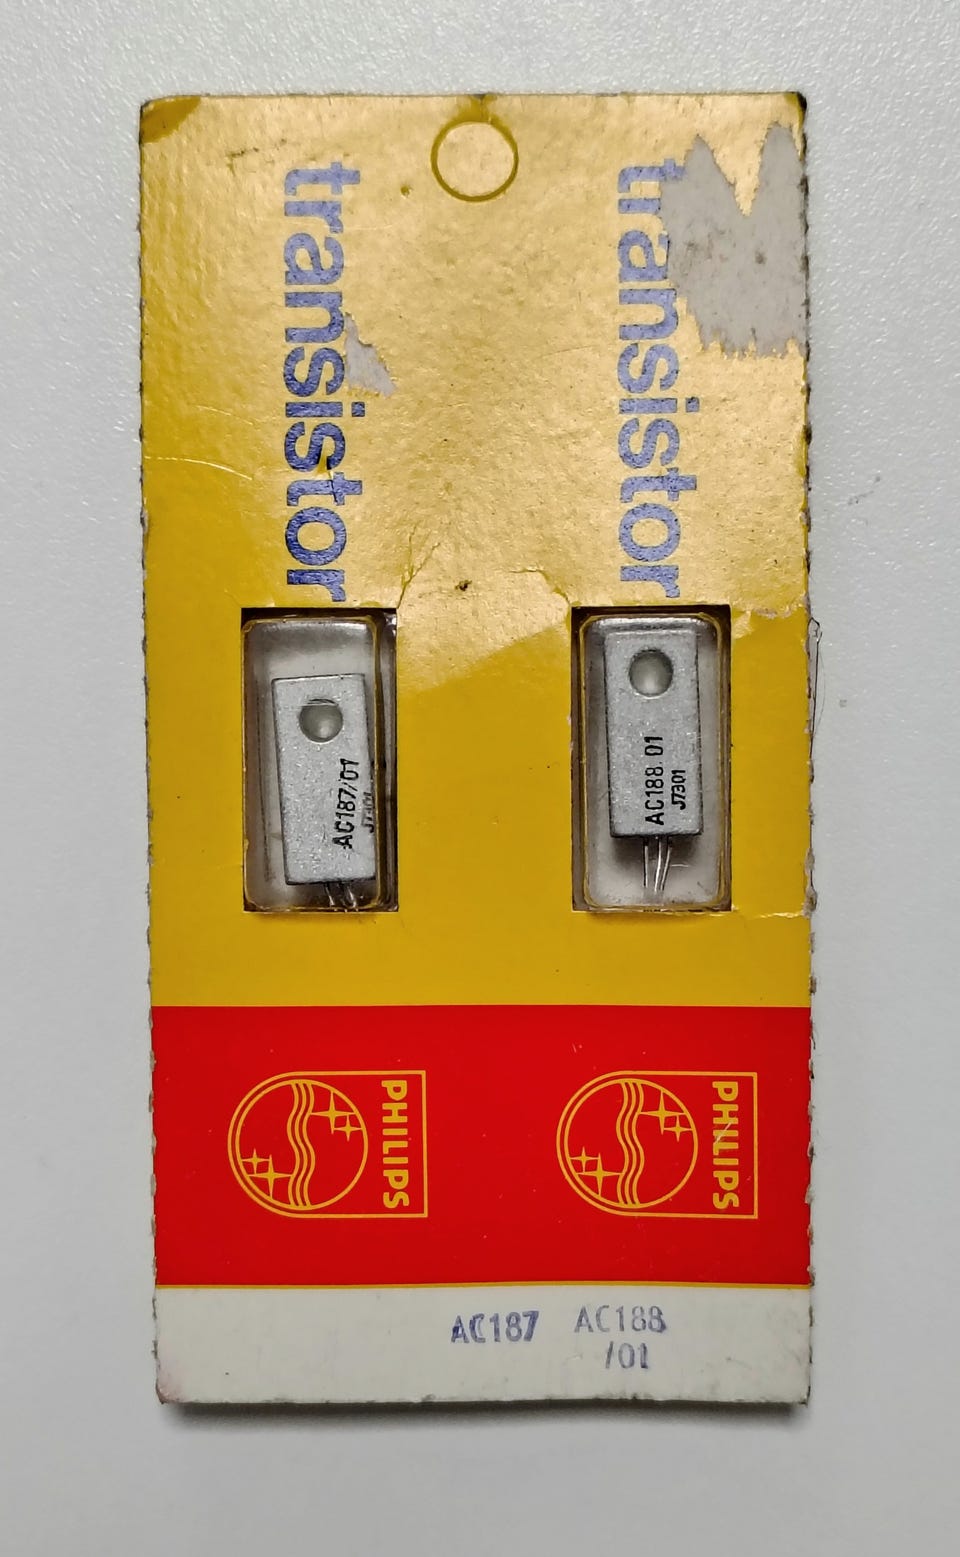 transistor
transistor
AC187/01
J7301
AC188.01
J7301
PHILIPS
PHILIPS
AC187 AC188
/01